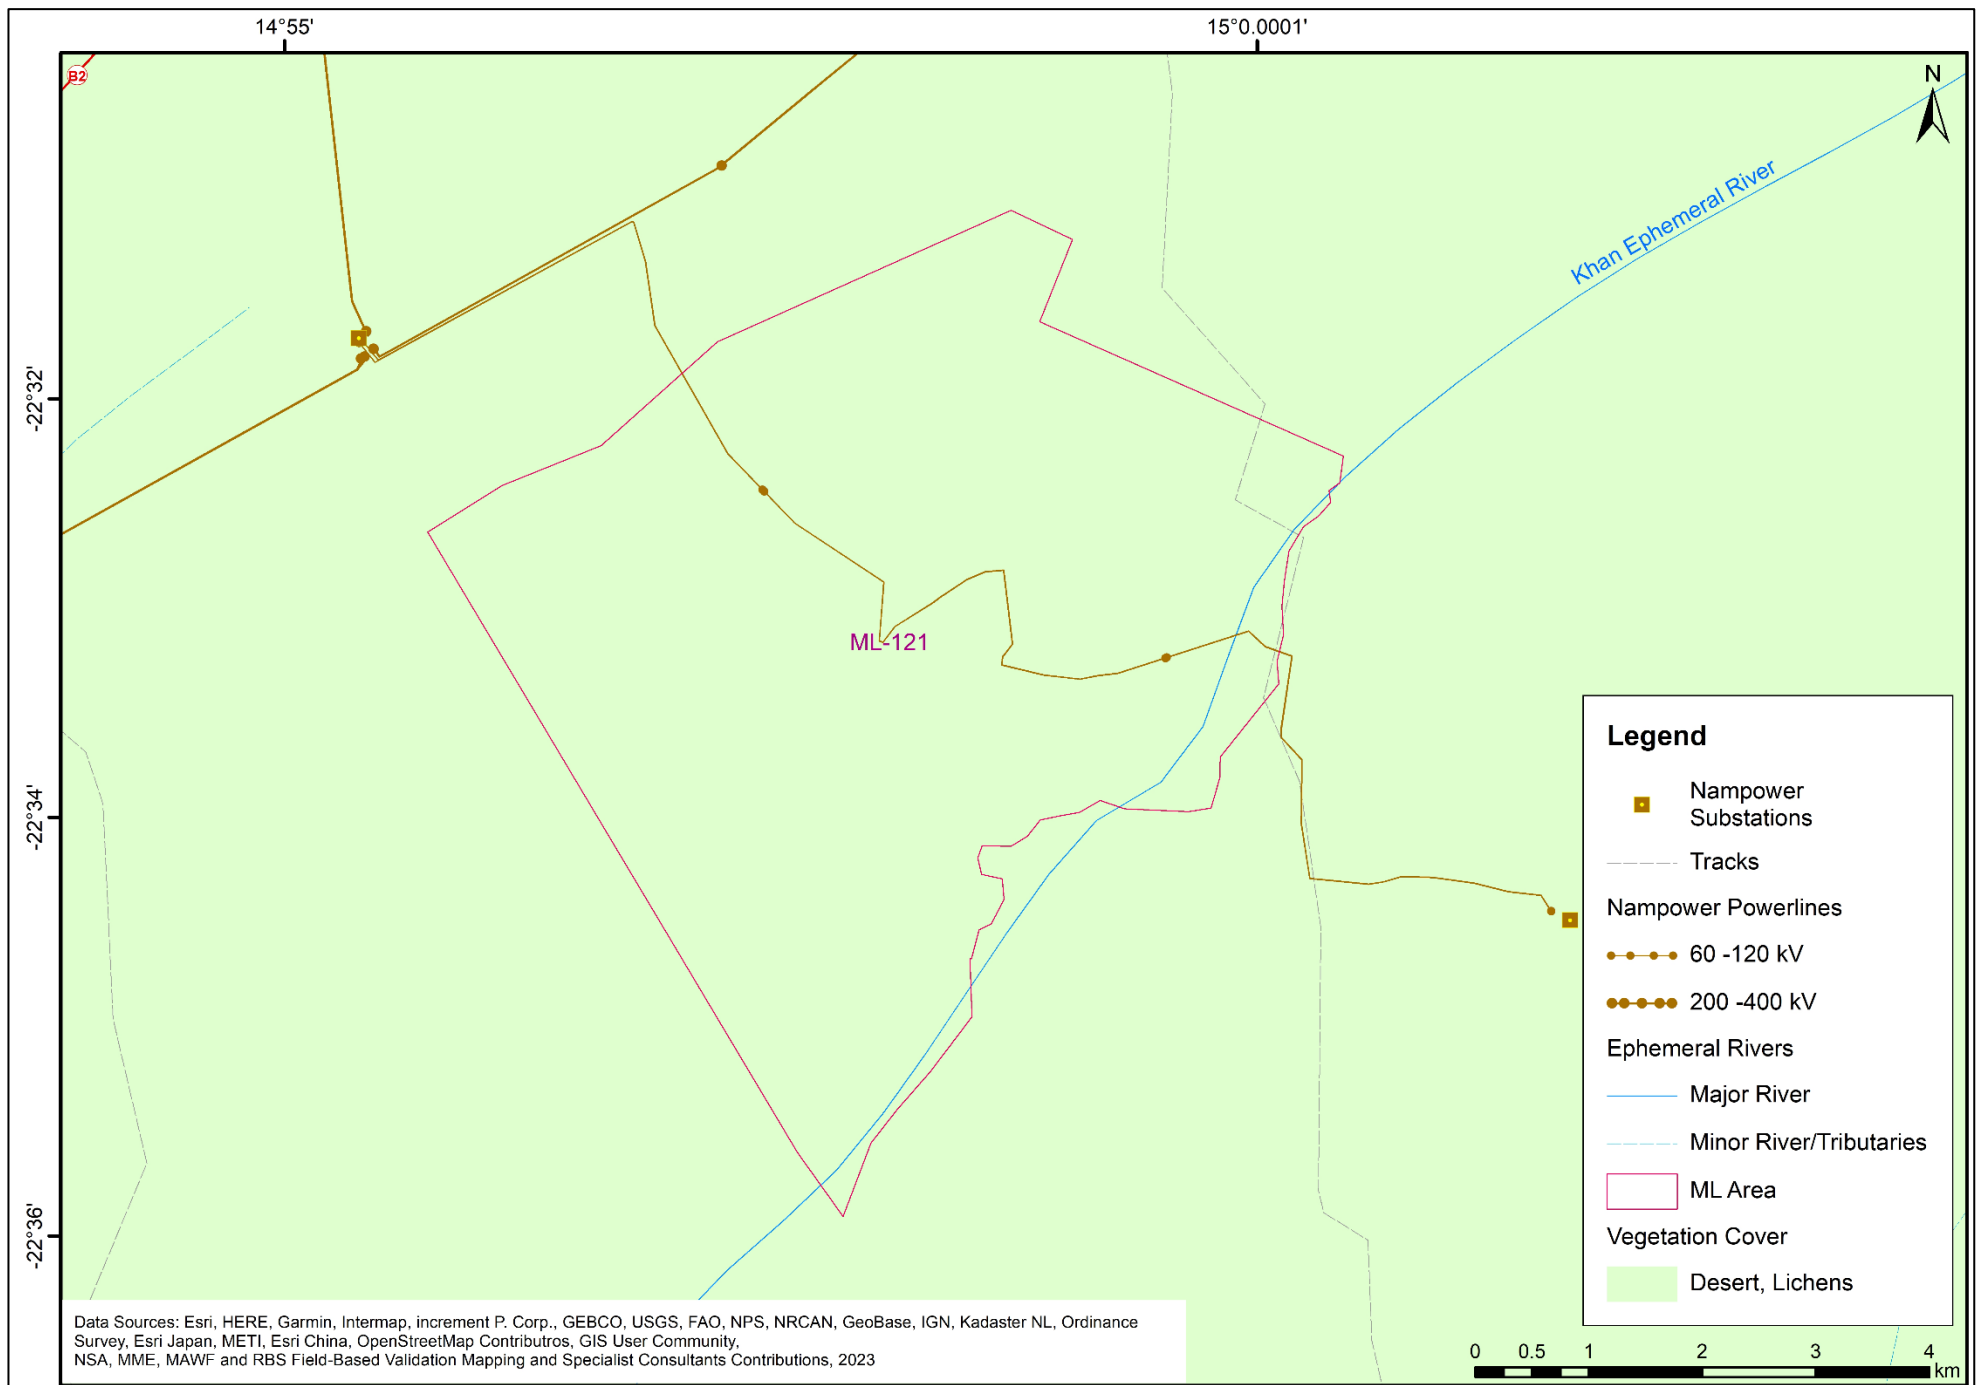 14°55'
15°0.0001'
B2
N
Khan Ephemeral River
-22°32'
ML-121
-22°34'
-22°36'
Legend
Nampower
Substations
Tracks
Nampower Powerlines
60 -120 kV
200 -400 kV
Ephemeral Rivers
Major River
Minor River/Tributaries
ML Area
Vegetation Cover
Desert, Lichens
Data Sources: Esri, HERE, Garmin, Intermap, increment P. Corp., GEBCO, USGS, FAO, NPS, NRCAN, GeoBase, IGN, Kadaster NL, Ordinance
Survey, Esri Japan, METI, Esri China, OpenStreetMap Contributros, GIS User Community,
NSA, MME, MAWF and RBS Field-Based Validation Mapping and Specialist Consultants Contributions, 2023
0 0.5 1 2 3 4
km